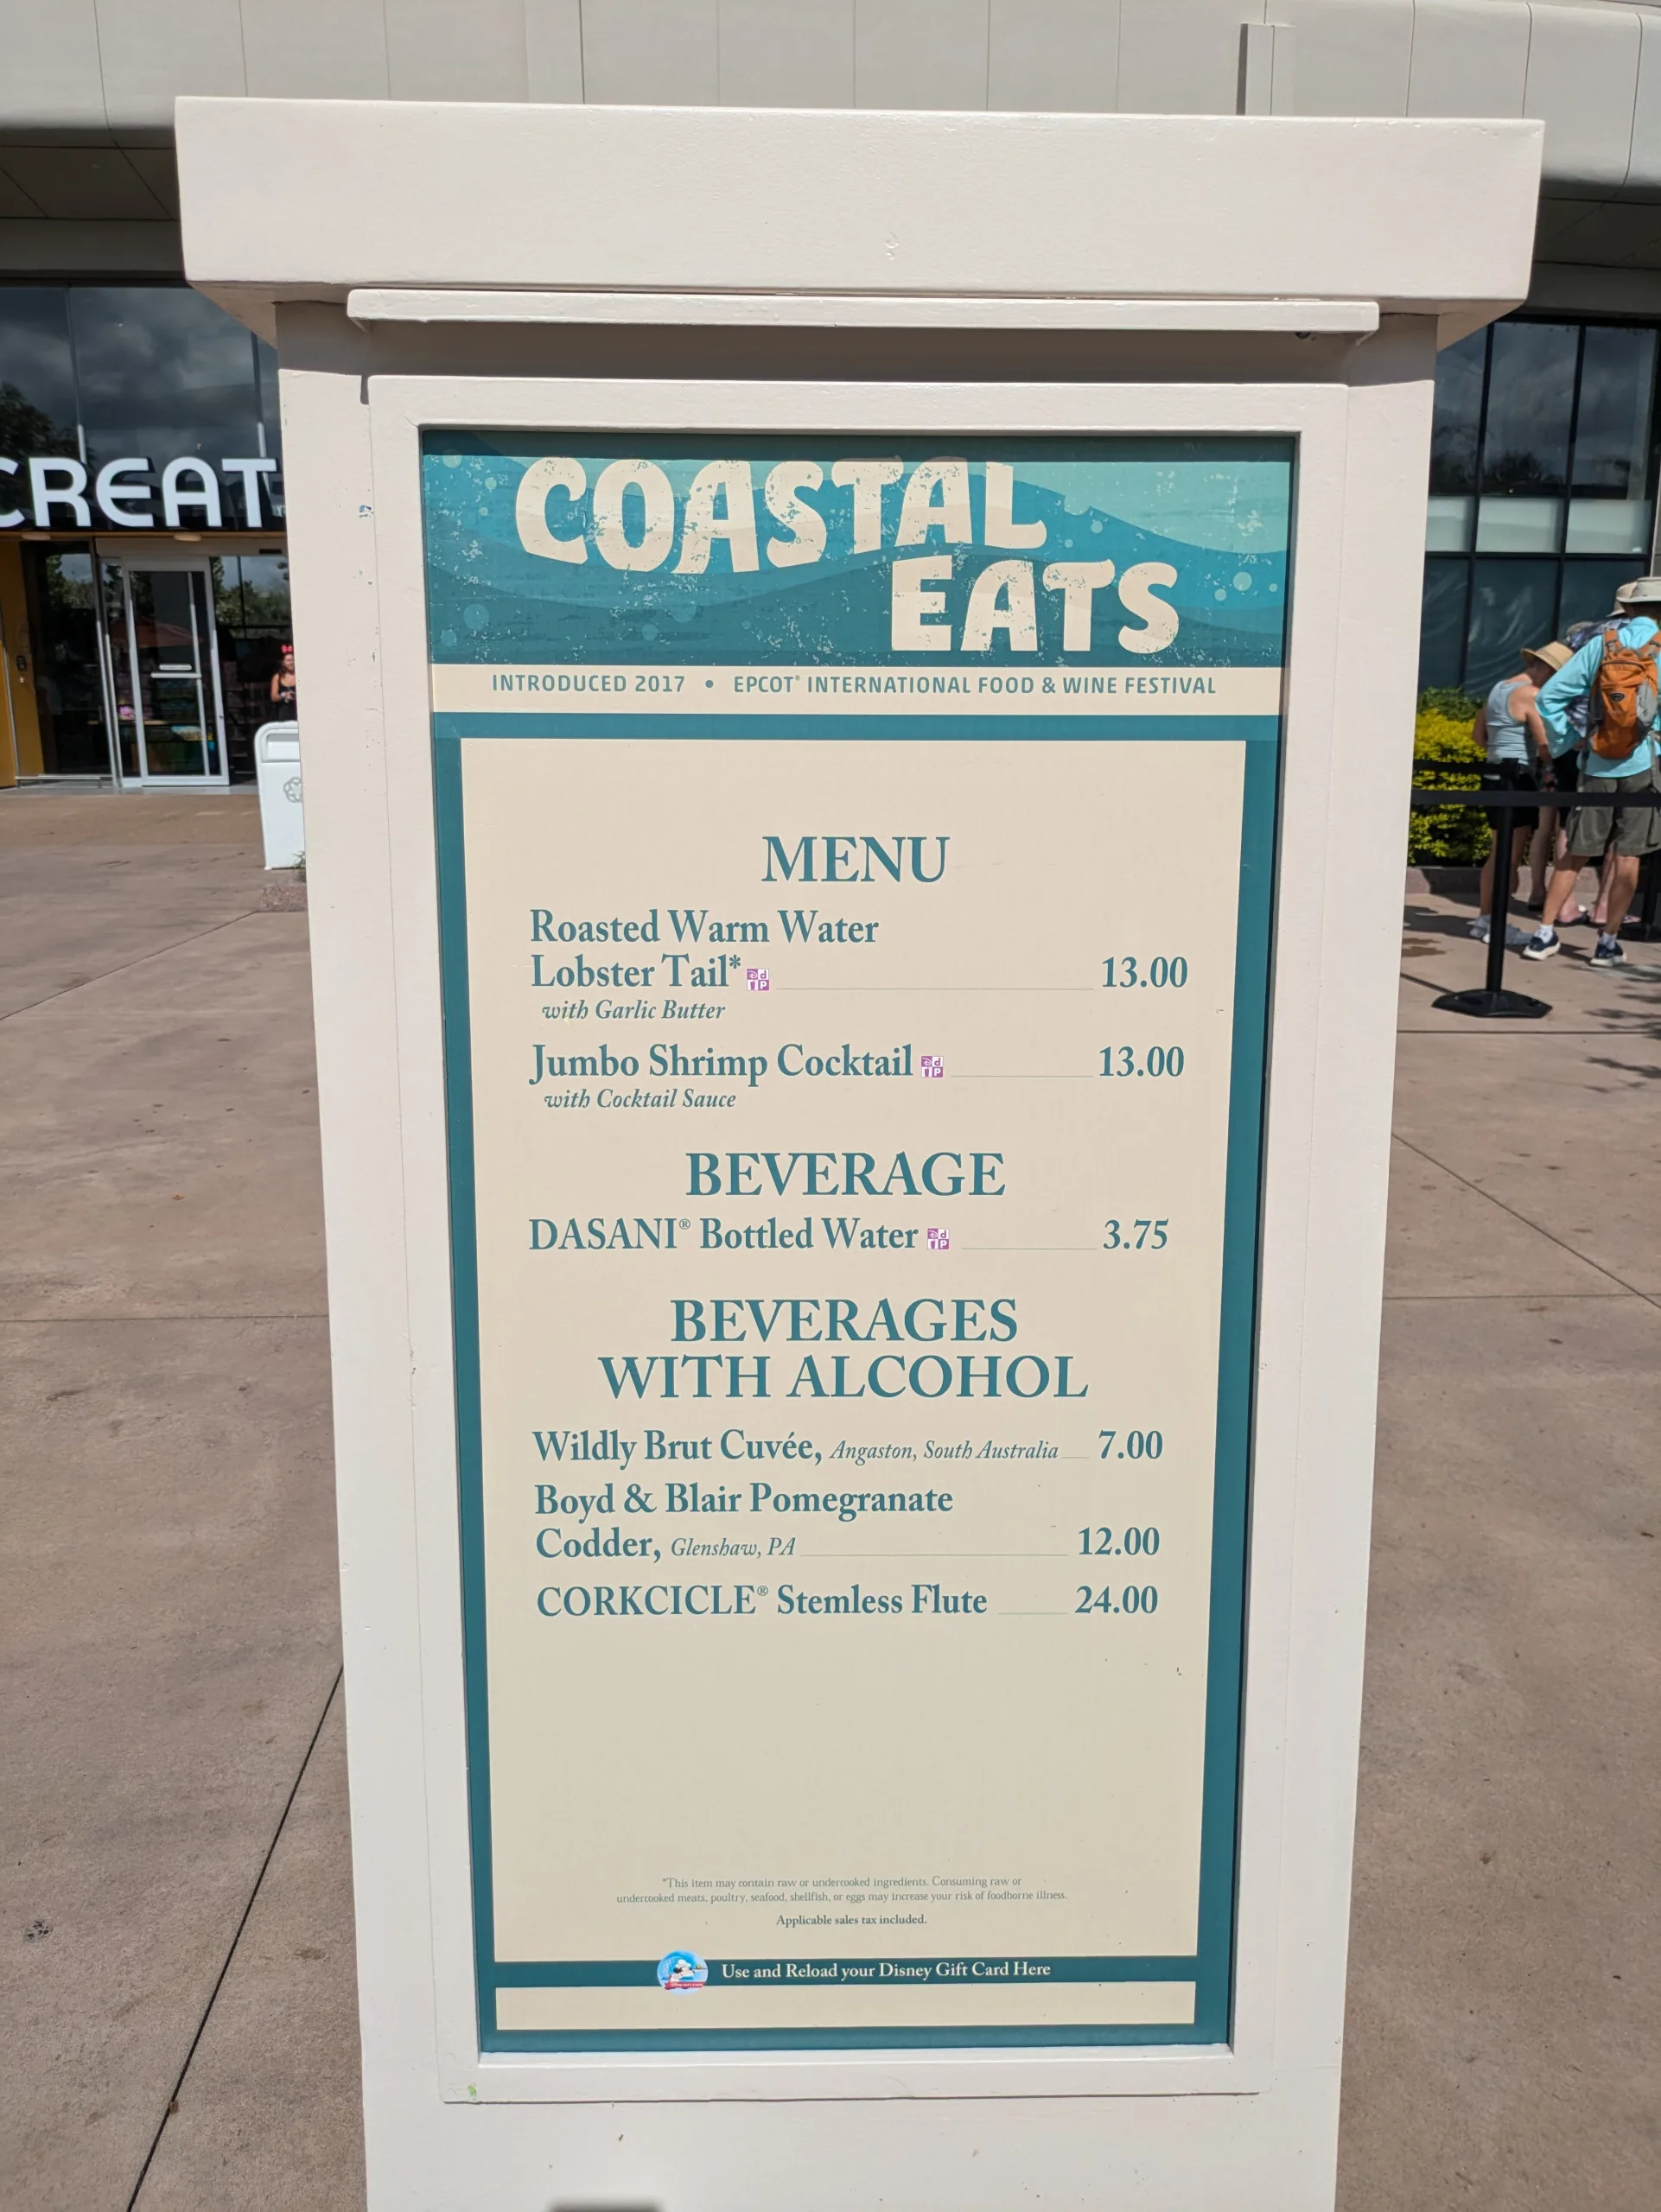 CREAT
COASTAL
EATS
INTRODUCED 2017 • EPCOT® INTERNATIONAL FOOD & WINE FESTIVAL
MENU
Roasted Warm Water
Lobster Tail* 13.00
with Garlic Butter
Jumbo Shrimp Cocktail 13.00
with Cocktail Sauce
BEVERAGE
DASANI® Bottled Water 3.75
BEVERAGES
WITH ALCOHOL
Wildly Brut Cuvée, Angaston, South Australia 7.00
Boyd & Blair Pomegranate
Codder, Glenshaw, PA 12.00
CORKCICLE® Stemless Flute 24.00
*This item may contain raw or undercooked ingredients. Consuming raw or
undercooked meats, poultry, seafood, shellfish, or eggs may increase your risk of foodborne illness.
Applicable sales tax included.
Use and Reload your Disney Gift Card Here